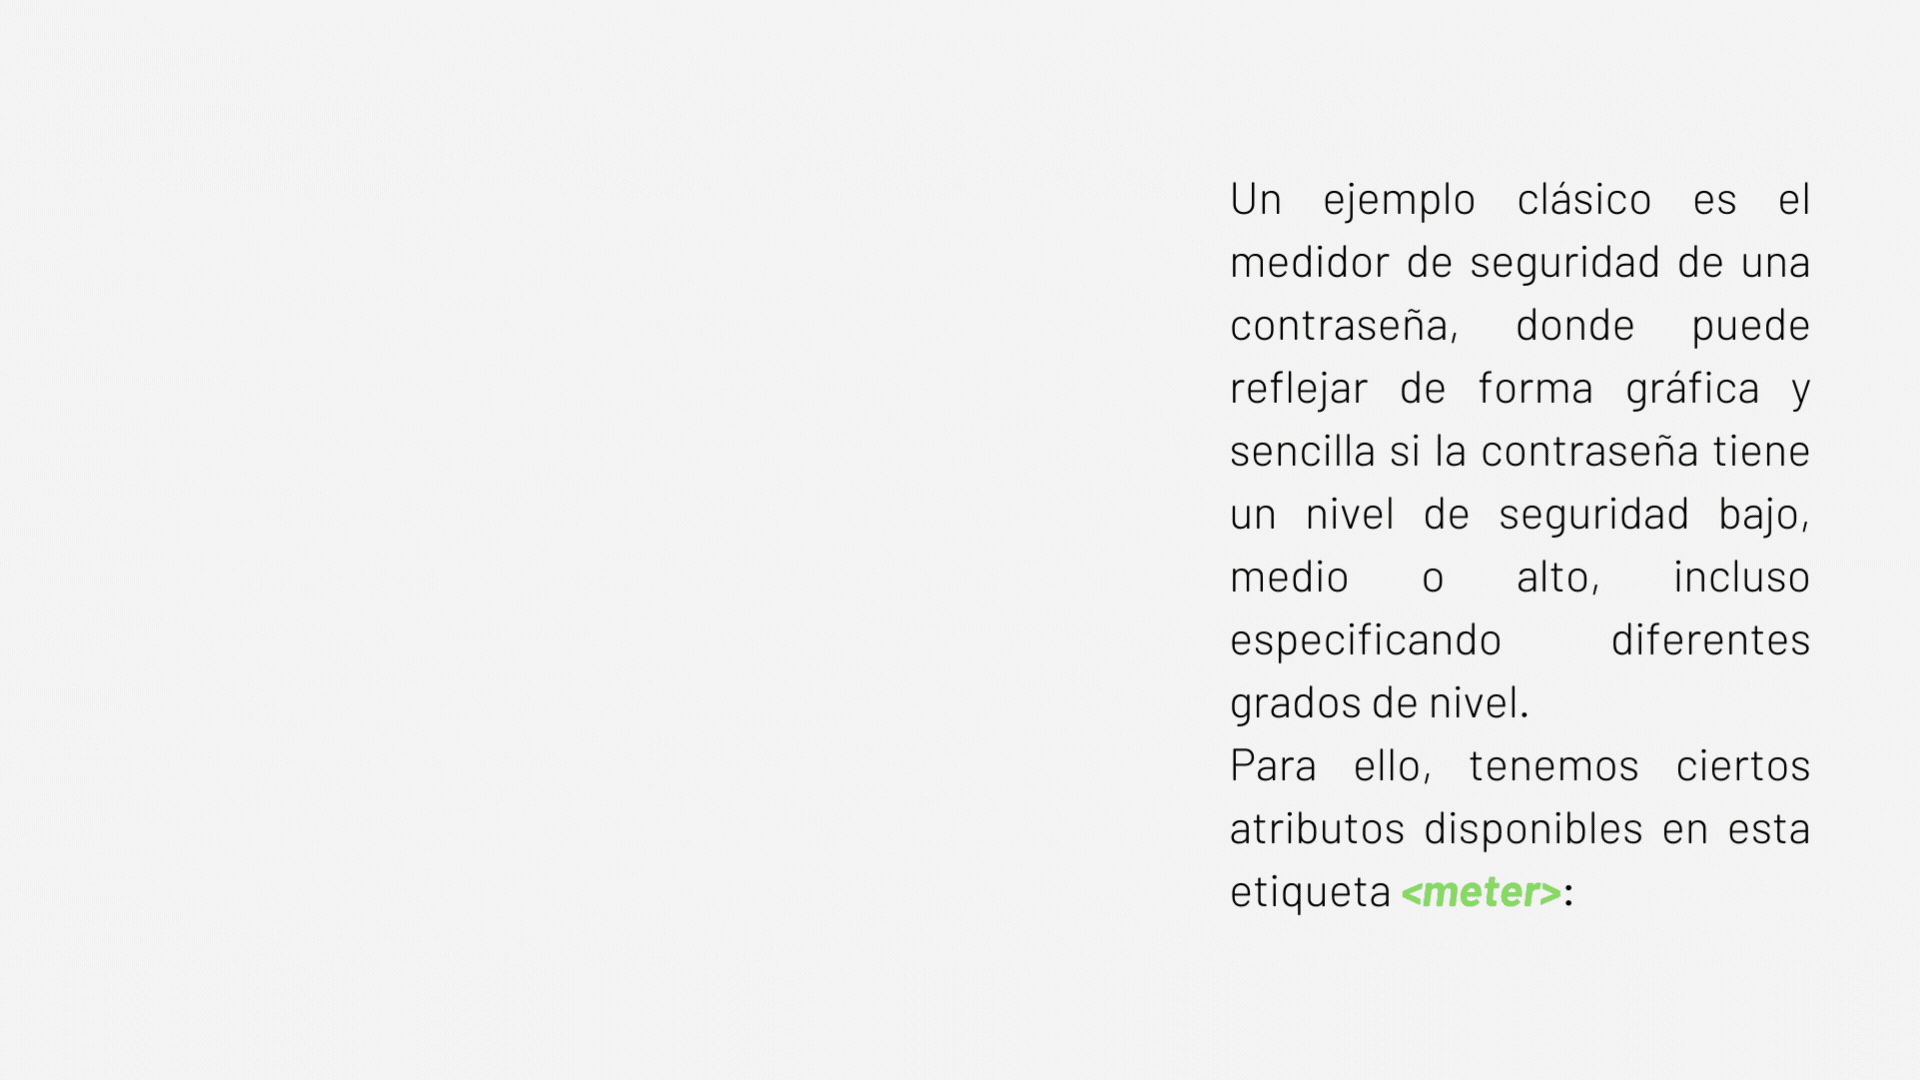 Un ejemplo clásico es el
medidor de seguridad de una
contraseña, donde puede
reflejar de forma gráfica y
sencilla si la contraseña tiene
un nivel de seguridad bajo,
medio o alto, incluso
especificando diferentes
grados de nivel.
Para ello, tenemos ciertos
atributos disponibles en esta
etiqueta <meter>: